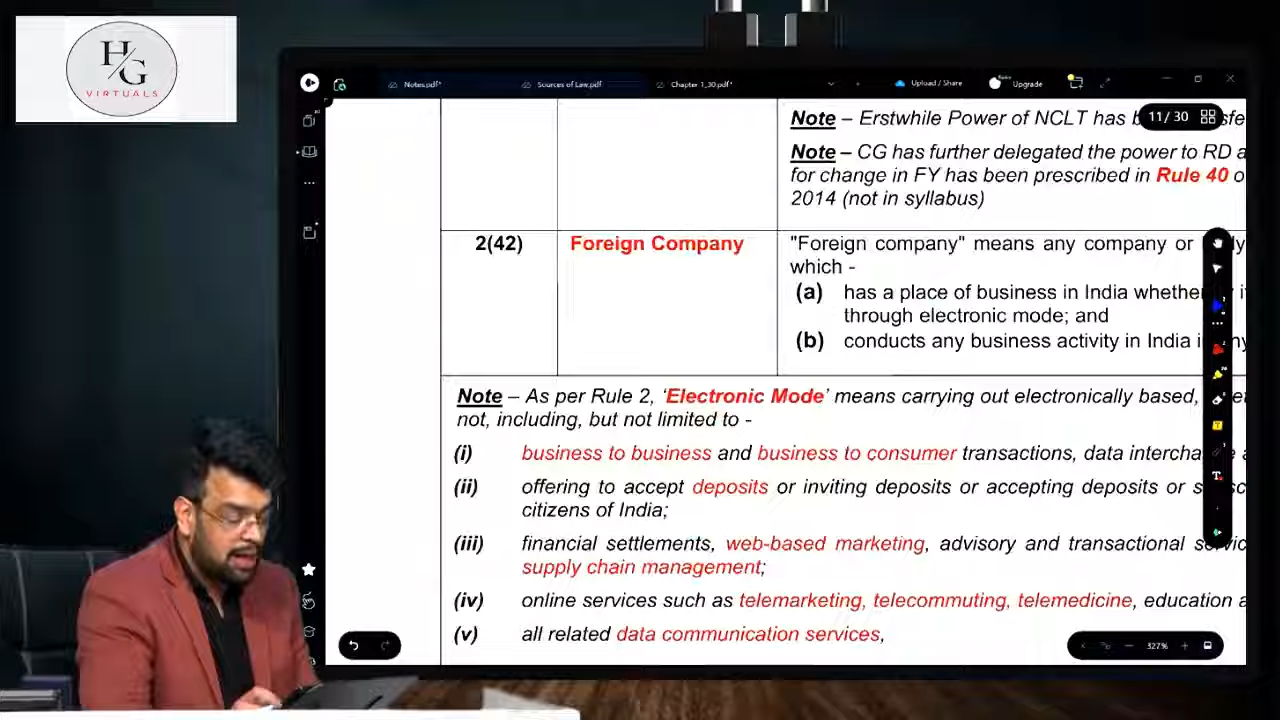 H/G
VIRTUALS
Notes.pdf*
Sources of Law.pdf
Chapter 1_30.pdf*
Upload / Share
Upgrade
Note – Erstwhile Power of NCLT has
11/ 30
Note – CG has further delegated the power to RD a
for change in FY has been prescribed in Rule 40 o
2014 (not in syllabus)
2(42)
Foreign Company
"Foreign company" means any company or
which -
(a) has a place of business in India whether
through electronic mode; and
(b) conducts any business activity in India
Note – As per Rule 2, ‘Electronic Mode’ means carrying out electronically based,
not, including, but not limited to -
(i) business to business and business to consumer transactions, data
(ii) offering to accept deposits or inviting deposits or accepting deposits or
citizens of India;
(iii) financial settlements, web-based marketing, advisory and transactional
supply chain management;
(iv) online services such as telemarketing, telecommuting, telemedicine, education a
(v) all related data communication services,
327%